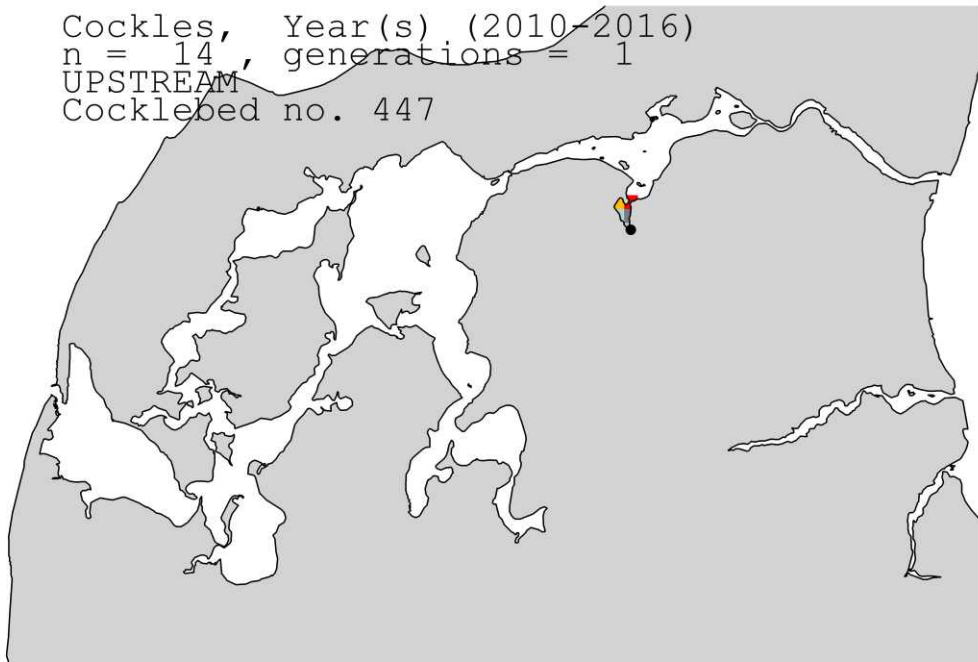 Cockles, Year(s) (2010-2016)
n = 14 , generations = 1
UPSTREAM
Cocklebed no. 447